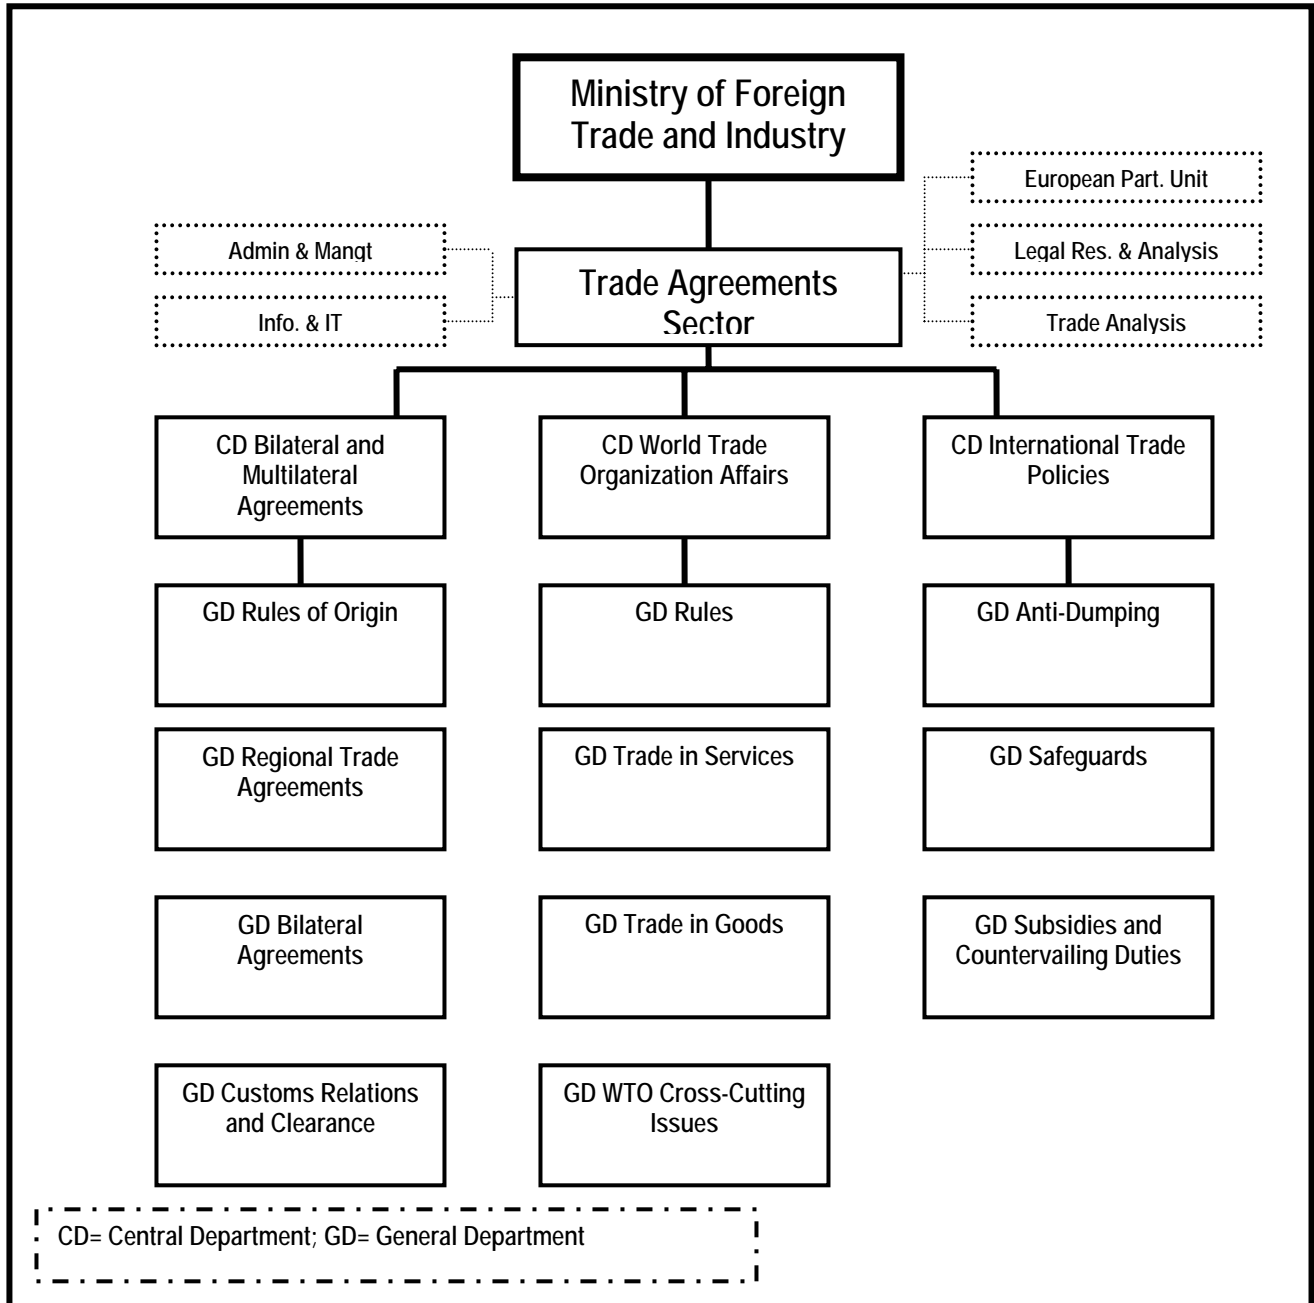 Ministry of Foreign
Trade and Industry
European Part. Unit
Admin & Mangt
Legal Res. & Analysis
Trade Agreements
Sector
Info. & IT
Trade Analysis
CD Bilateral and
Multilateral
Agreements
CD World Trade
Organization Affairs
CD International Trade
Policies
GD Rules of Origin
GD Rules
GD Anti-Dumping
GD Regional Trade
Agreements
GD Trade in Services
GD Safeguards
GD Bilateral
Agreements
GD Trade in Goods
GD Subsidies and
Countervailing Duties
GD Customs Relations
and Clearance
GD WTO Cross-Cutting
Issues
CD= Central Department; GD= General Department